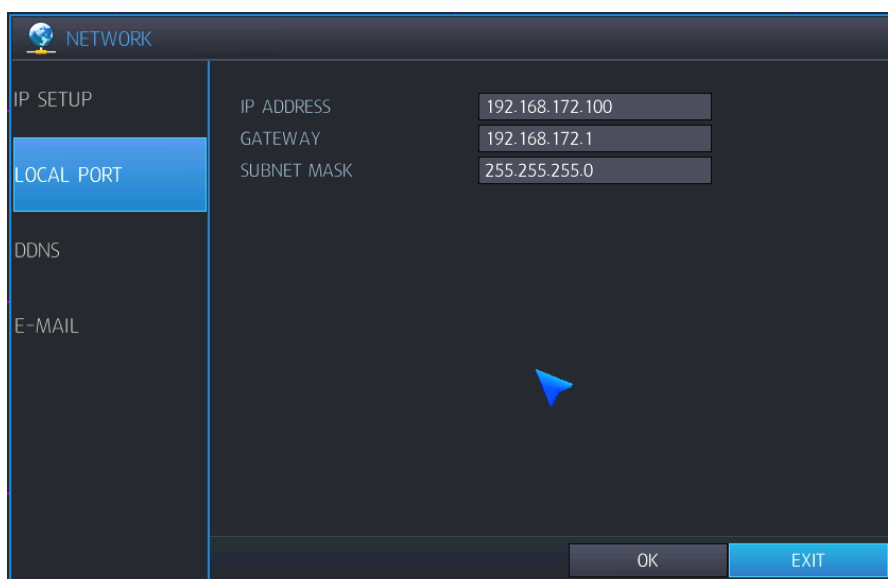 NETWORK
IP SETUP
LOCAL PORT
DDNS
E-MAIL
IP ADDRESS 192.168.172.100
GATEWAY 192.168.172.1
SUBNET MASK 255.255.255.0
OK EXIT